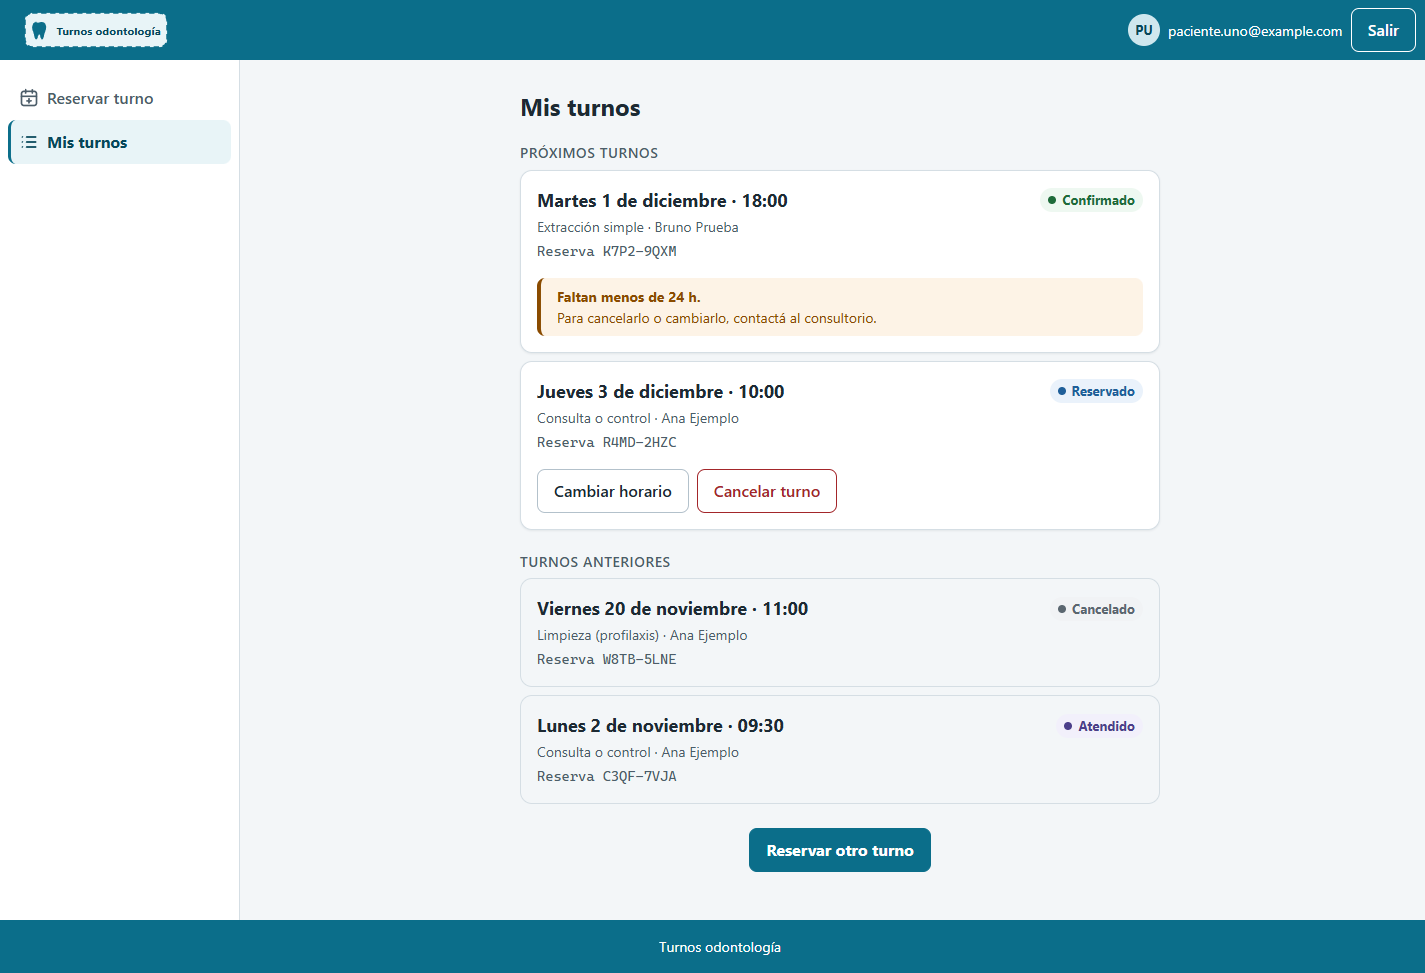 Turnos odontología
PU
paciente.uno@example.com
Salir
Reservar turno
Mis turnos
Mis turnos
PRÓXIMOS TURNOS
Martes 1 de diciembre · 18:00
Confirmado
Extracción simple · Bruno Prueba
Reserva K7P2-9QXM
Faltan menos de 24 h.
Para cancelarlo o cambiarlo, contactá al consultorio.
Jueves 3 de diciembre · 10:00
Reservado
Consulta o control · Ana Ejemplo
Reserva R4MD-2HZC
Cambiar horario
Cancelar turno
TURNOS ANTERIORES
Viernes 20 de noviembre · 11:00
Cancelado
Limpieza (profilaxis) · Ana Ejemplo
Reserva W8TB-5LNE
Lunes 2 de noviembre · 09:30
Atendido
Consulta o control · Ana Ejemplo
Reserva C3QF-7VJA
Reservar otro turno
Turnos odontología